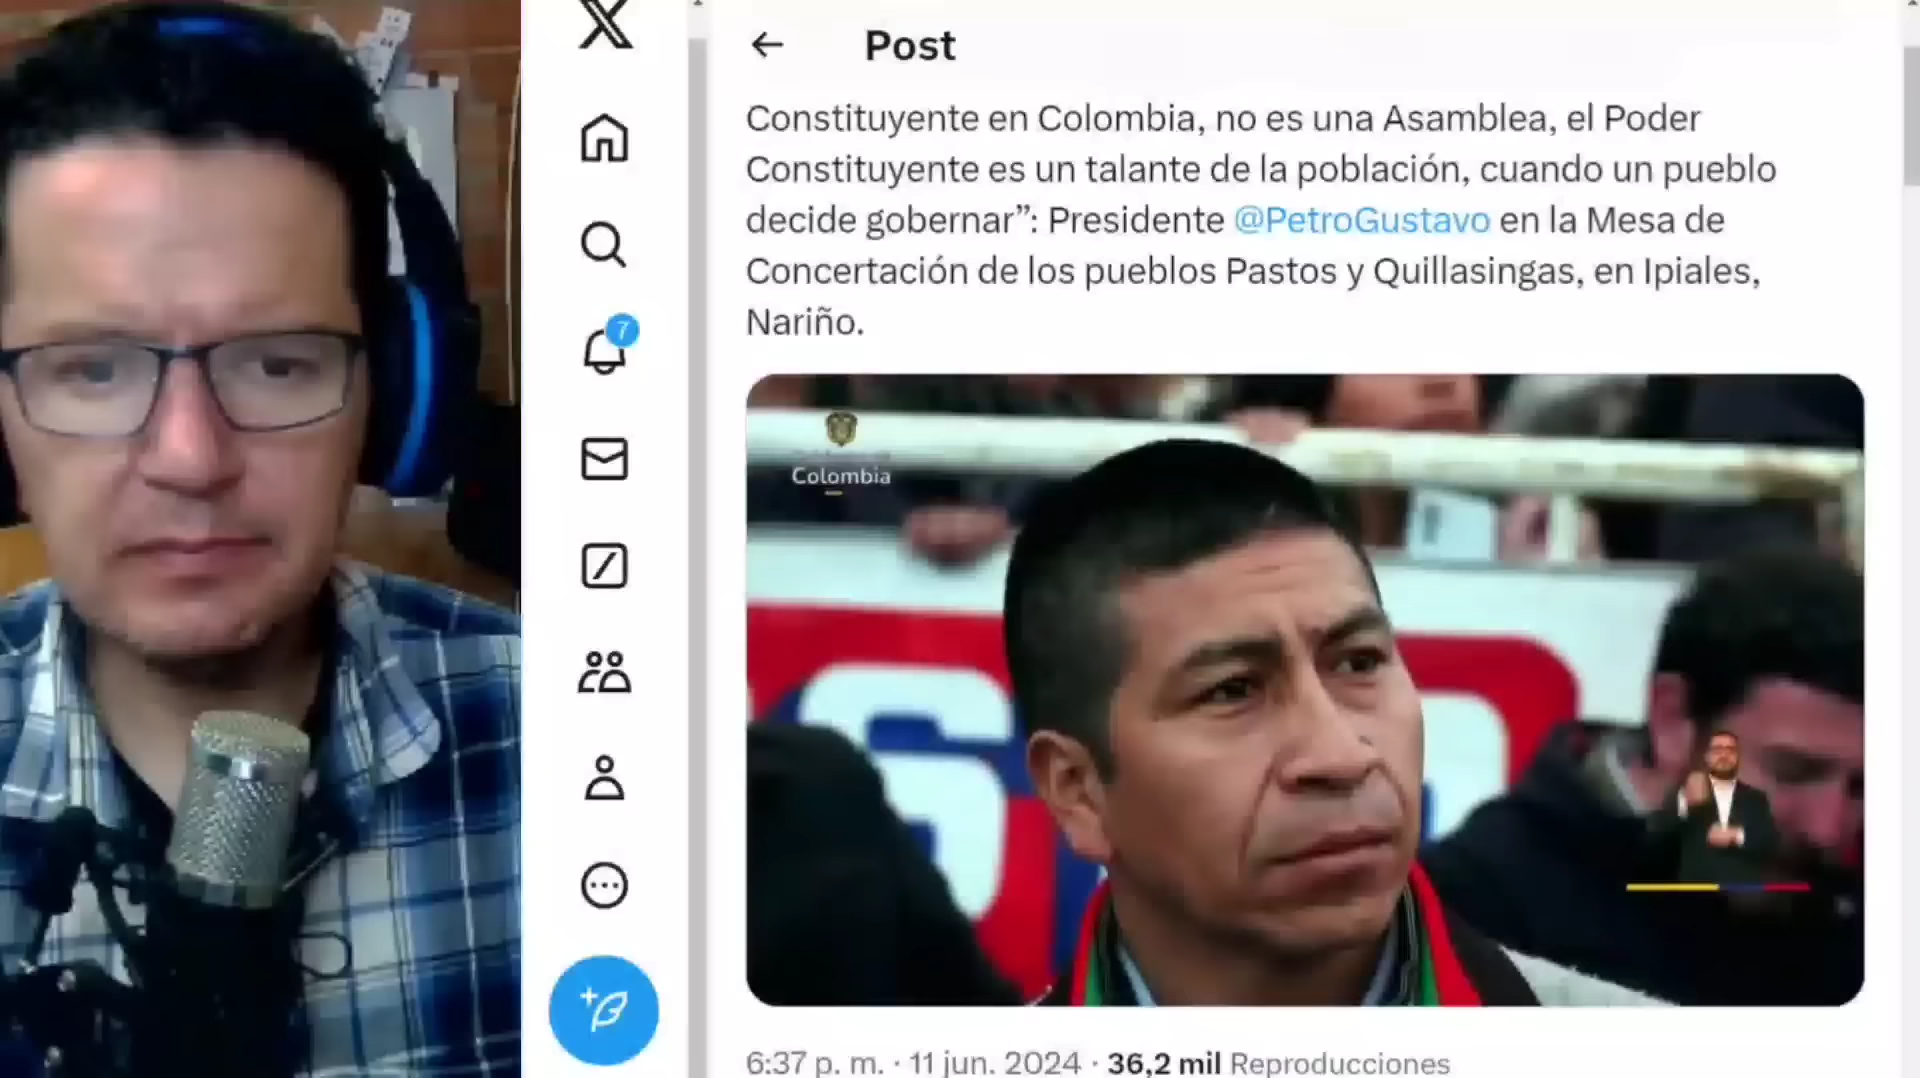 Post
Constituyente en Colombia, no es una Asamblea, el Poder
Constituyente es un talante de la población, cuando un pueblo
decide gobernar”: Presidente @PetroGustavo en la Mesa de
Concertación de los pueblos Pastos y Quillasingas, en Ipiales,
Nariño.
7
Colombia
6:37 p. m. · 11 jun. 2024 · 36,2 mil Reproducciones